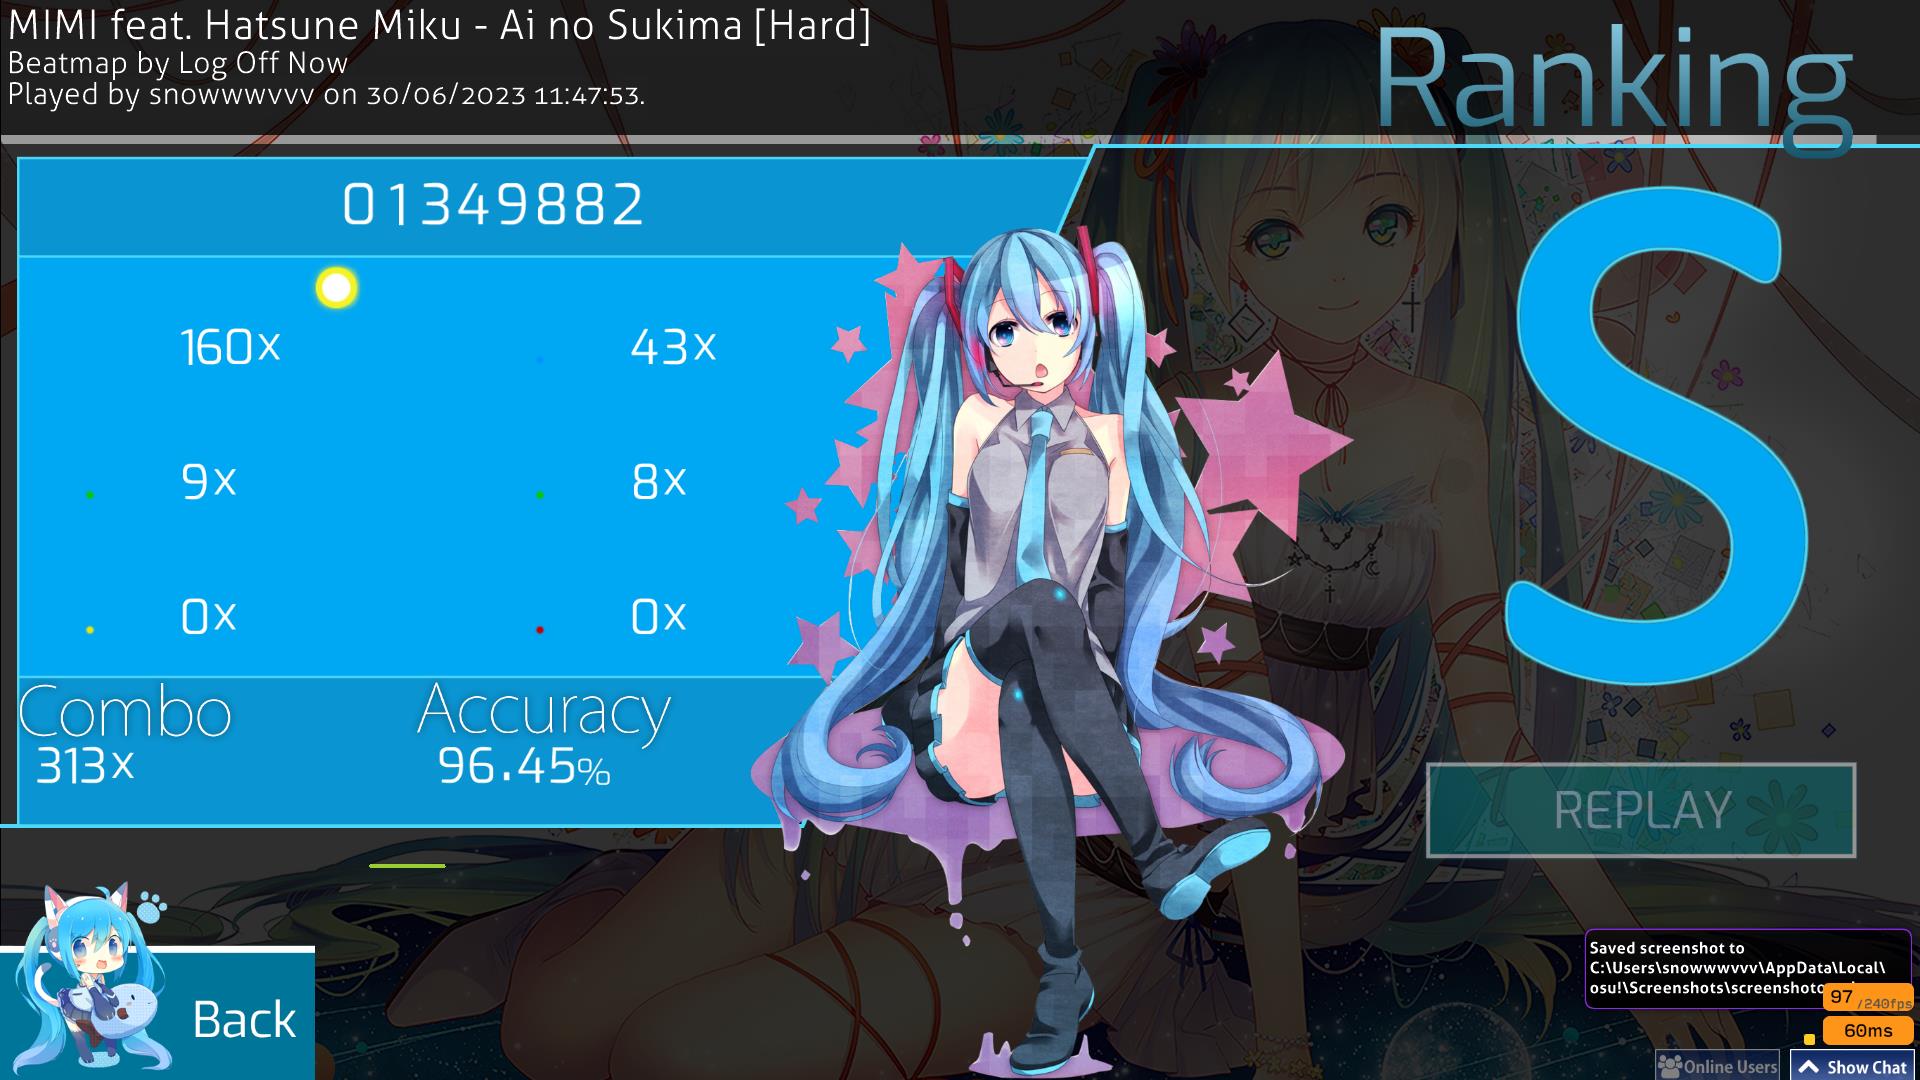 MIMI feat. Hatsune Miku - Ai no Sukima [Hard]
Beatmap by Log Off Now
Played by snowwwvvv on 30/06/2023 11:47:53.
Ranking
01349882
160x
43x
9x
8x
0x
0x
S
Combo
313x
Accuracy
96.45%
REPLAY
Back
Saved screenshot to
C:\Users\snowwwvvv\AppData\Local\
osu!\Screenshots\screenshot
97 /240fps
60ms
Online Users
Show Chat